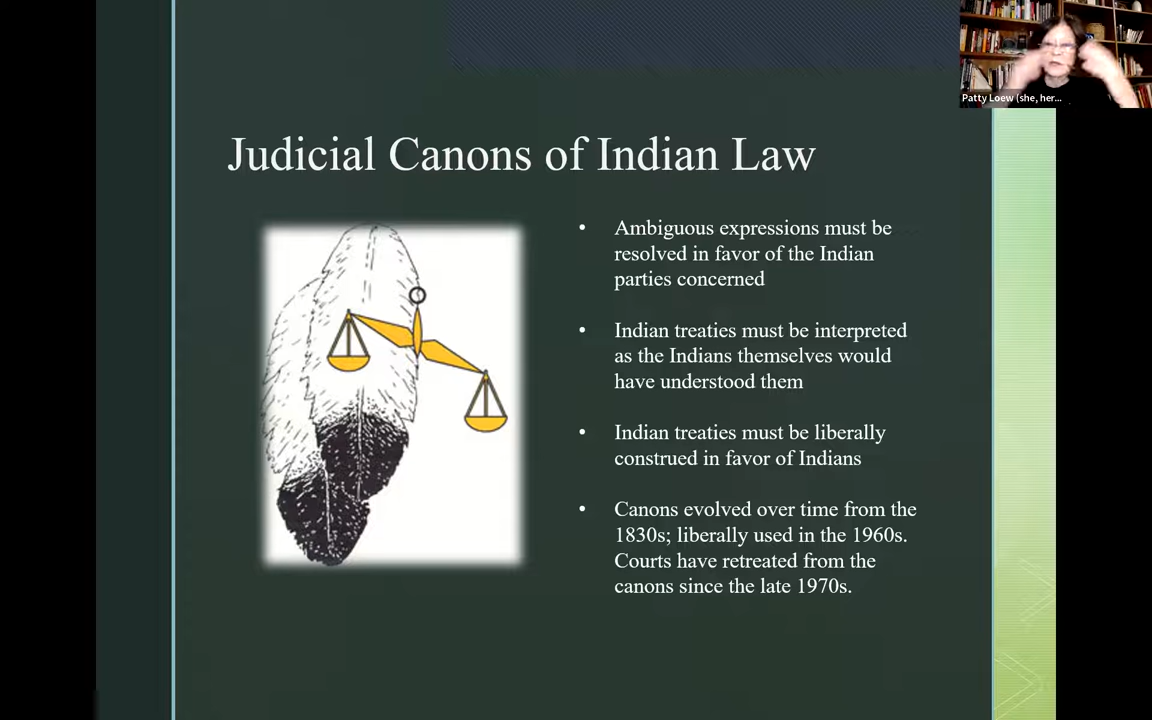 Patty Loew (she, her...
Judicial Canons of Indian Law
• Ambiguous expressions must be
resolved in favor of the Indian
parties concerned
• Indian treaties must be interpreted
as the Indians themselves would
have understood them
• Indian treaties must be liberally
construed in favor of Indians
• Canons evolved over time from the
1830s; liberally used in the 1960s.
Courts have retreated from the
canons since the late 1970s.